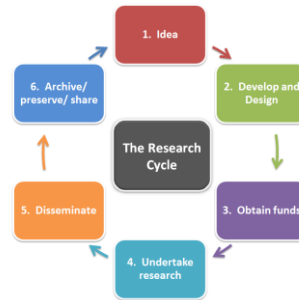 1. Idea
2. Develop and
Design
3. Obtain funds
4. Undertake
research
5. Disseminate
6. Archive/
preserve/ share
The Research
Cycle